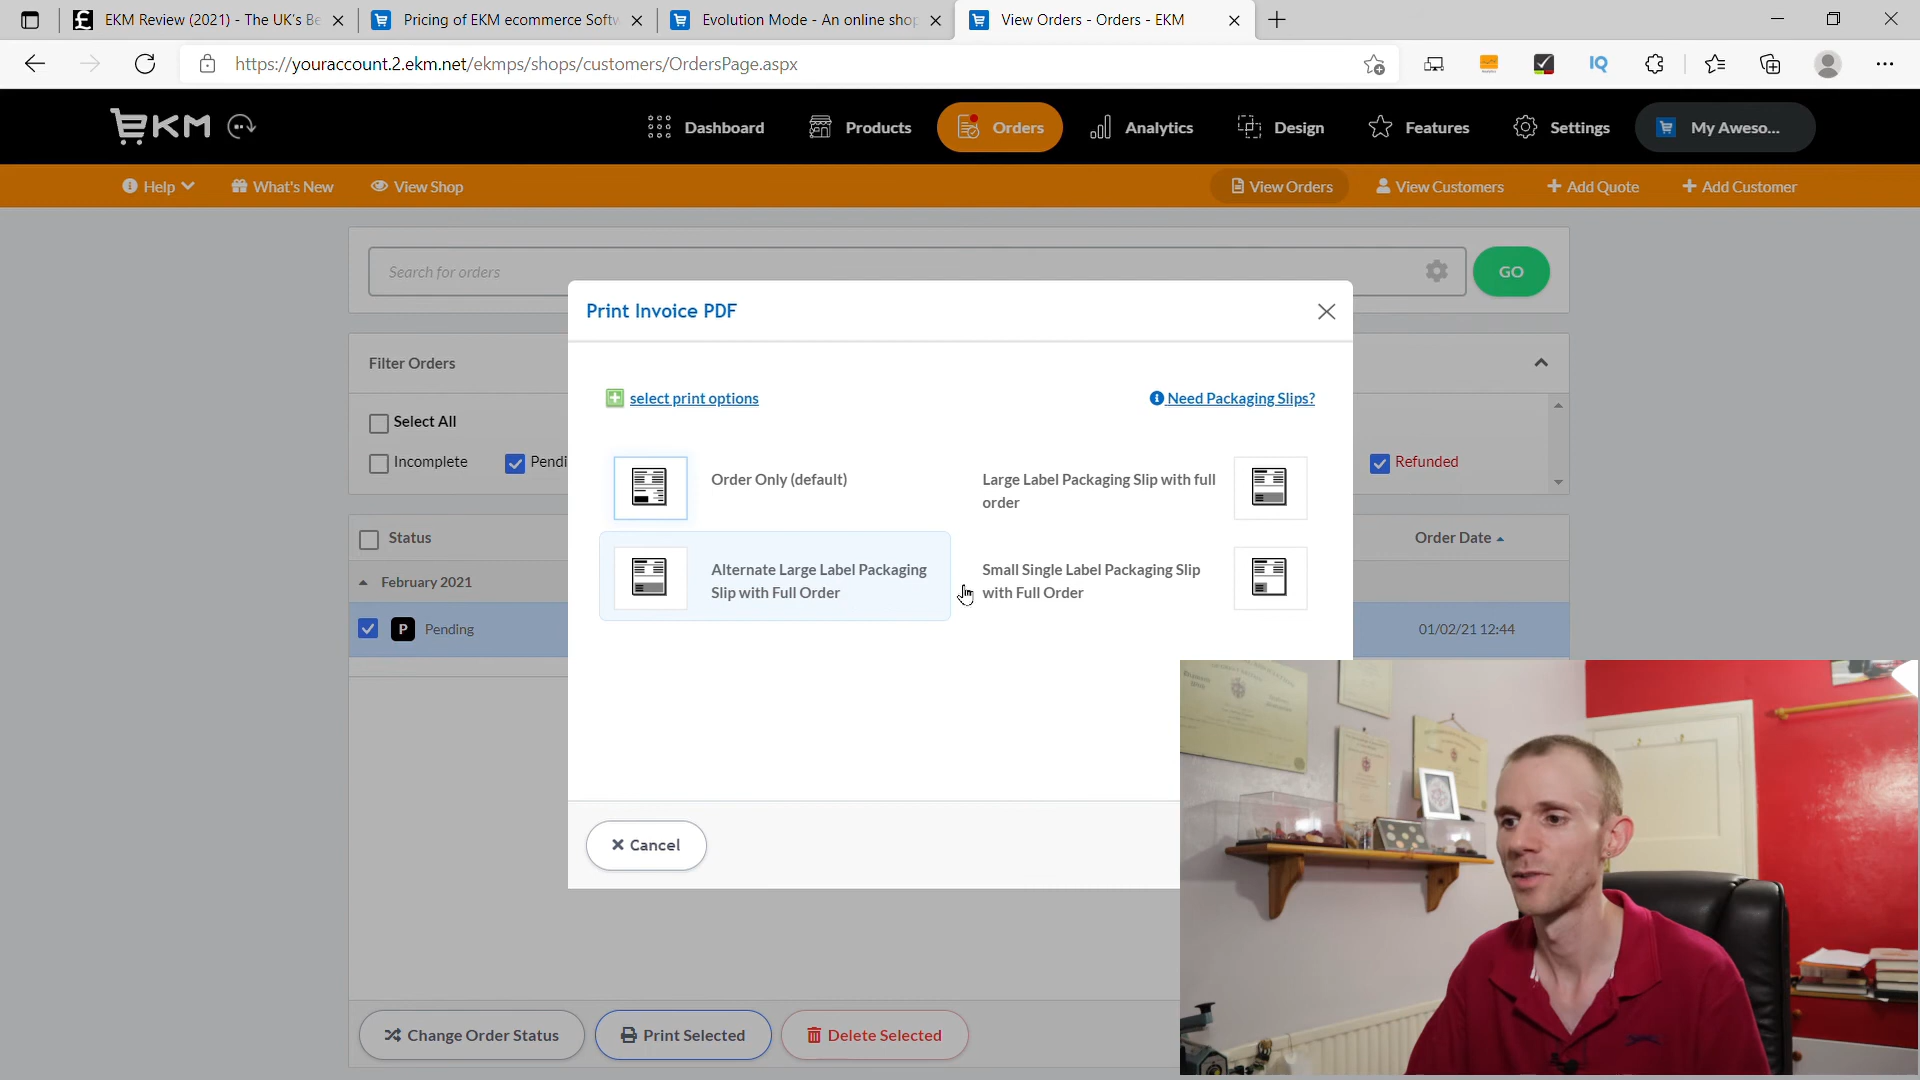 EKM Review (2021) - The UK's Be
Pricing of EKM ecommerce Softw
Evolution Mode - An online shop
View Orders - Orders - EKM
https://youraccount.2.ekm.net/ekmps/shops/customers/OrdersPage.aspx
IQ
EKM
Dashboard
Products
Orders
Analytics
Design
Features
Settings
My Aweso...
Help
What's New
View Shop
View Orders
View Customers
Add Quote
Add Customer
Search for orders
GO
Print Invoice PDF
Filter Orders
select print options
Need Packaging Slips?
Select All
Incomplete
Pendi
Refunded
Order Only (default)
Large Label Packaging Slip with full
order
Status
Order Date
Alternate Large Label Packaging
Slip with Full Order
Small Single Label Packaging Slip
with Full Order
February 2021
P Pending
01/02/21 12:44
Cancel
Change Order Status
Print Selected
Delete Selected